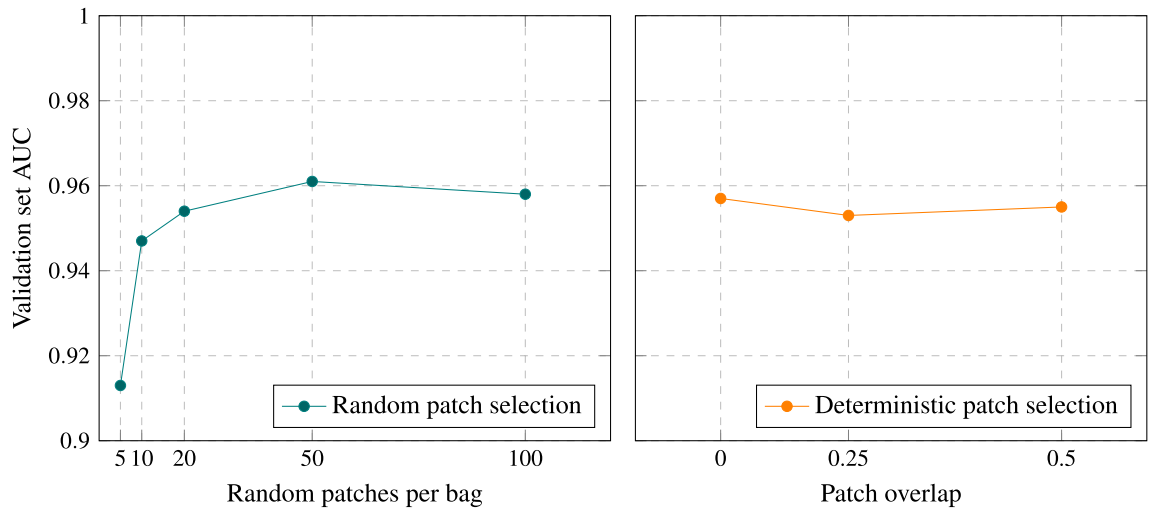 1
0.98
0.96
0.94
0.92
0.9
Validation set AUC
5 10 20 50 100
Random patches per bag
Random patch selection
0 0.25 0.5
Patch overlap
Deterministic patch selection